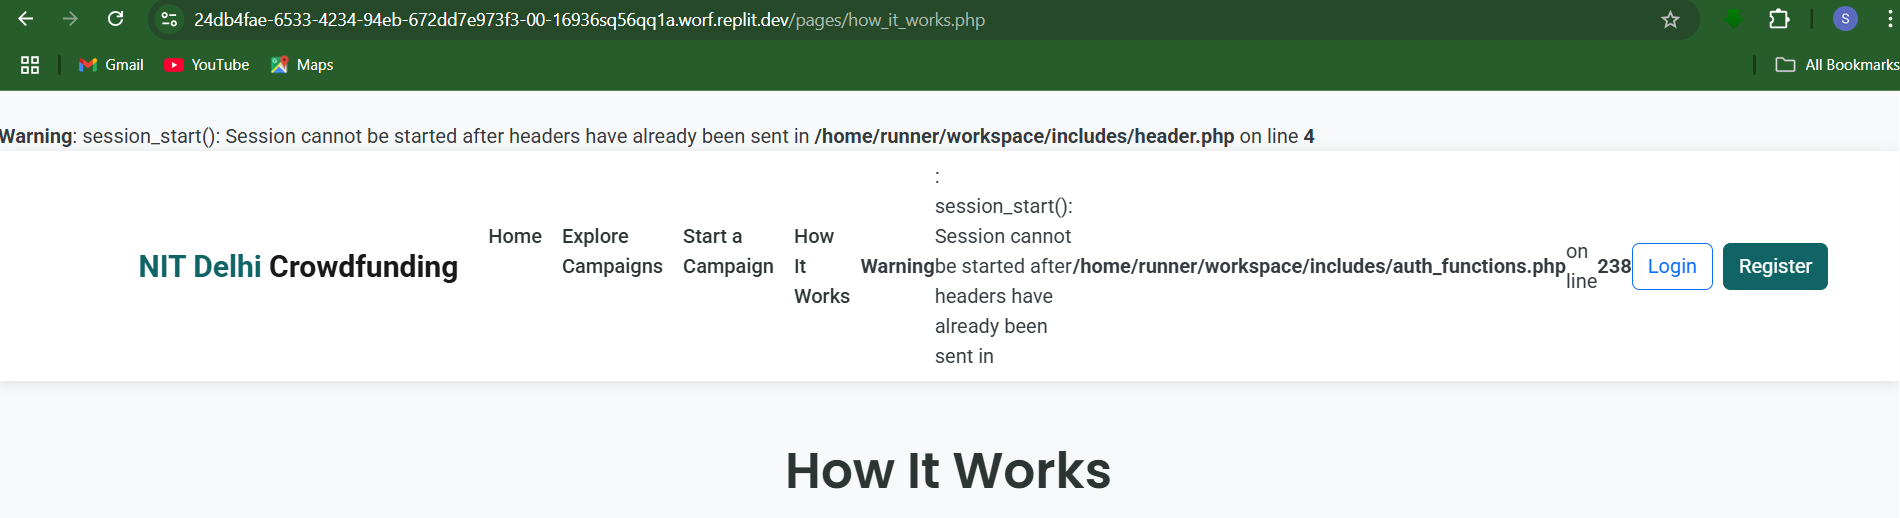 24db4fae-6533-4234-94eb-672dd7e973f3-00-16936sq56qq1a.worf.replit.dev/pages/how_it_works.php
S
Gmail YouTube Maps All Bookmarks
Warning: session_start(): Session cannot be started after headers have already been sent in /home/runner/workspace/includes/header.php on line 4
NIT Delhi Crowdfunding
Home
Explore
Campaigns
Start a
Campaign
How
It
Works
Warning
:
session_start():
Session cannot
be started after
headers have
already been
sent in
/home/runner/workspace/includes/auth_functions.php
on
line
238
Login
Register
How It Works